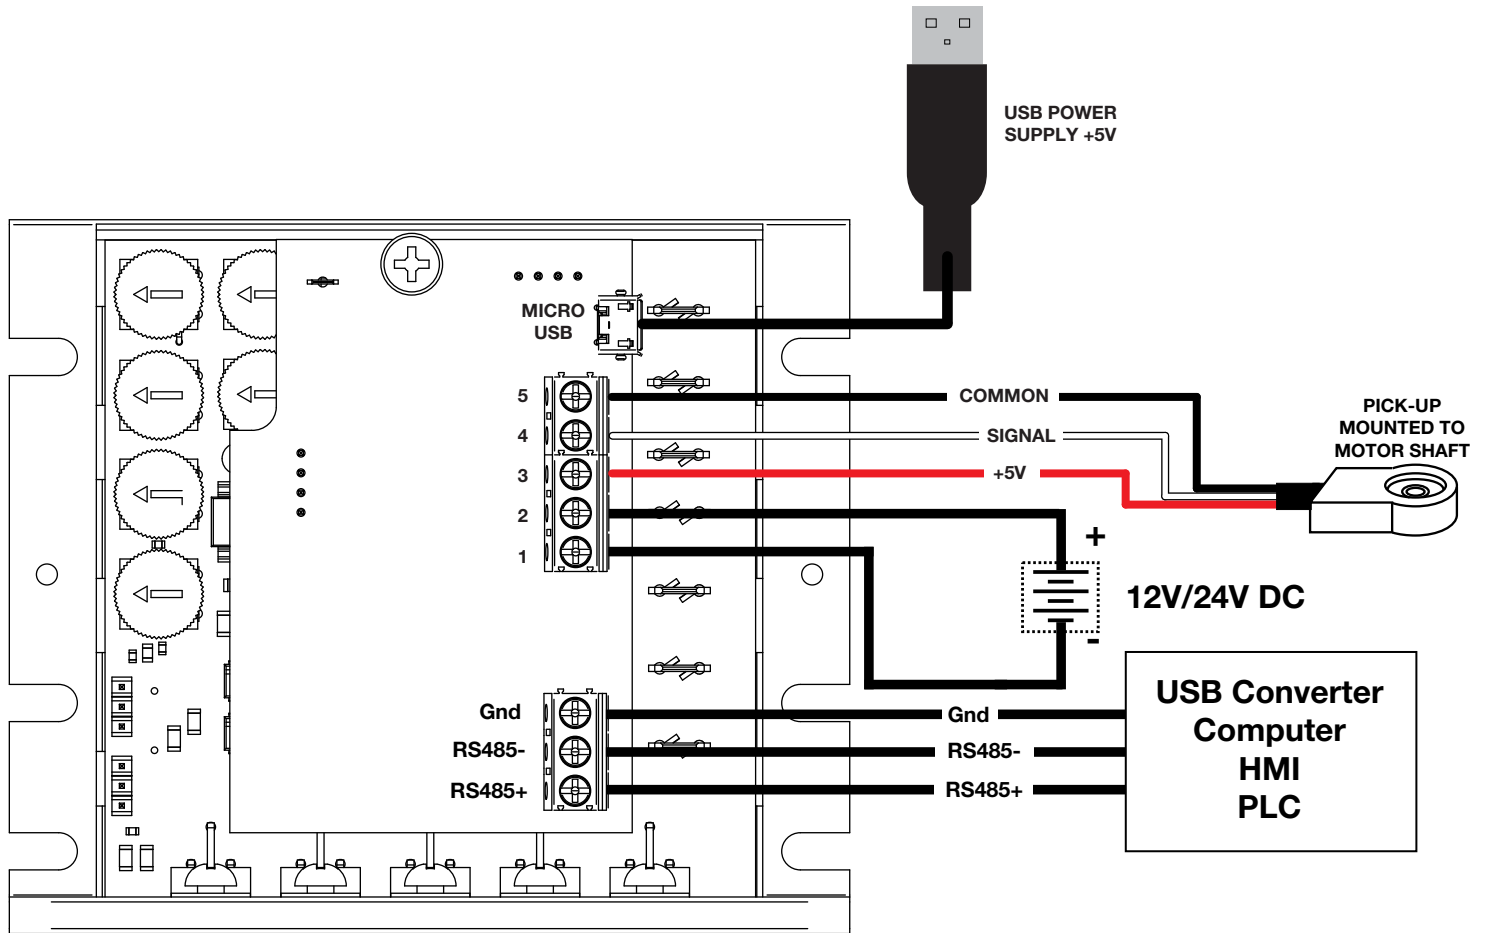 USB POWER
SUPPLY +5V
MICRO
USB
5
COMMON
4
SIGNAL
3
+5V
2
1
PICK-UP
MOUNTED TO
MOTOR SHAFT
+
12V/24V DC
-
Gnd
Gnd
RS485-
RS485-
RS485+
RS485+
USB Converter
Computer
HMI
PLC